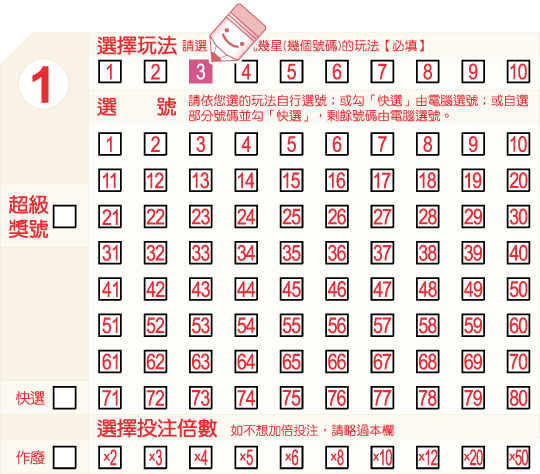 選擇玩法 請選 幾星(幾個號碼)的玩法【必填】
1 2 3 4 5 6 7 8 9 10
1
選 號 請依您選的玩法自行選號；或勾「快選」由電腦選號；或自選
部分號碼並勾「快選」，剩餘號碼由電腦選號。
1 2 3 4 5 6 7 8 9 10
11 12 13 14 15 16 17 18 19 20
超級
獎號
21 22 23 24 25 26 27 28 29 30
31 32 33 34 35 36 37 38 39 40
41 42 43 44 45 46 47 48 49 50
51 52 53 54 55 56 57 58 59 60
61 62 63 64 65 66 67 68 69 70
快選 71 72 73 74 75 76 77 78 79 80
選擇投注倍數 如不想加倍投注，請略過本欄
作廢 ×2 ×3 ×4 ×5 ×6 ×8 ×10 ×12 ×20 ×50